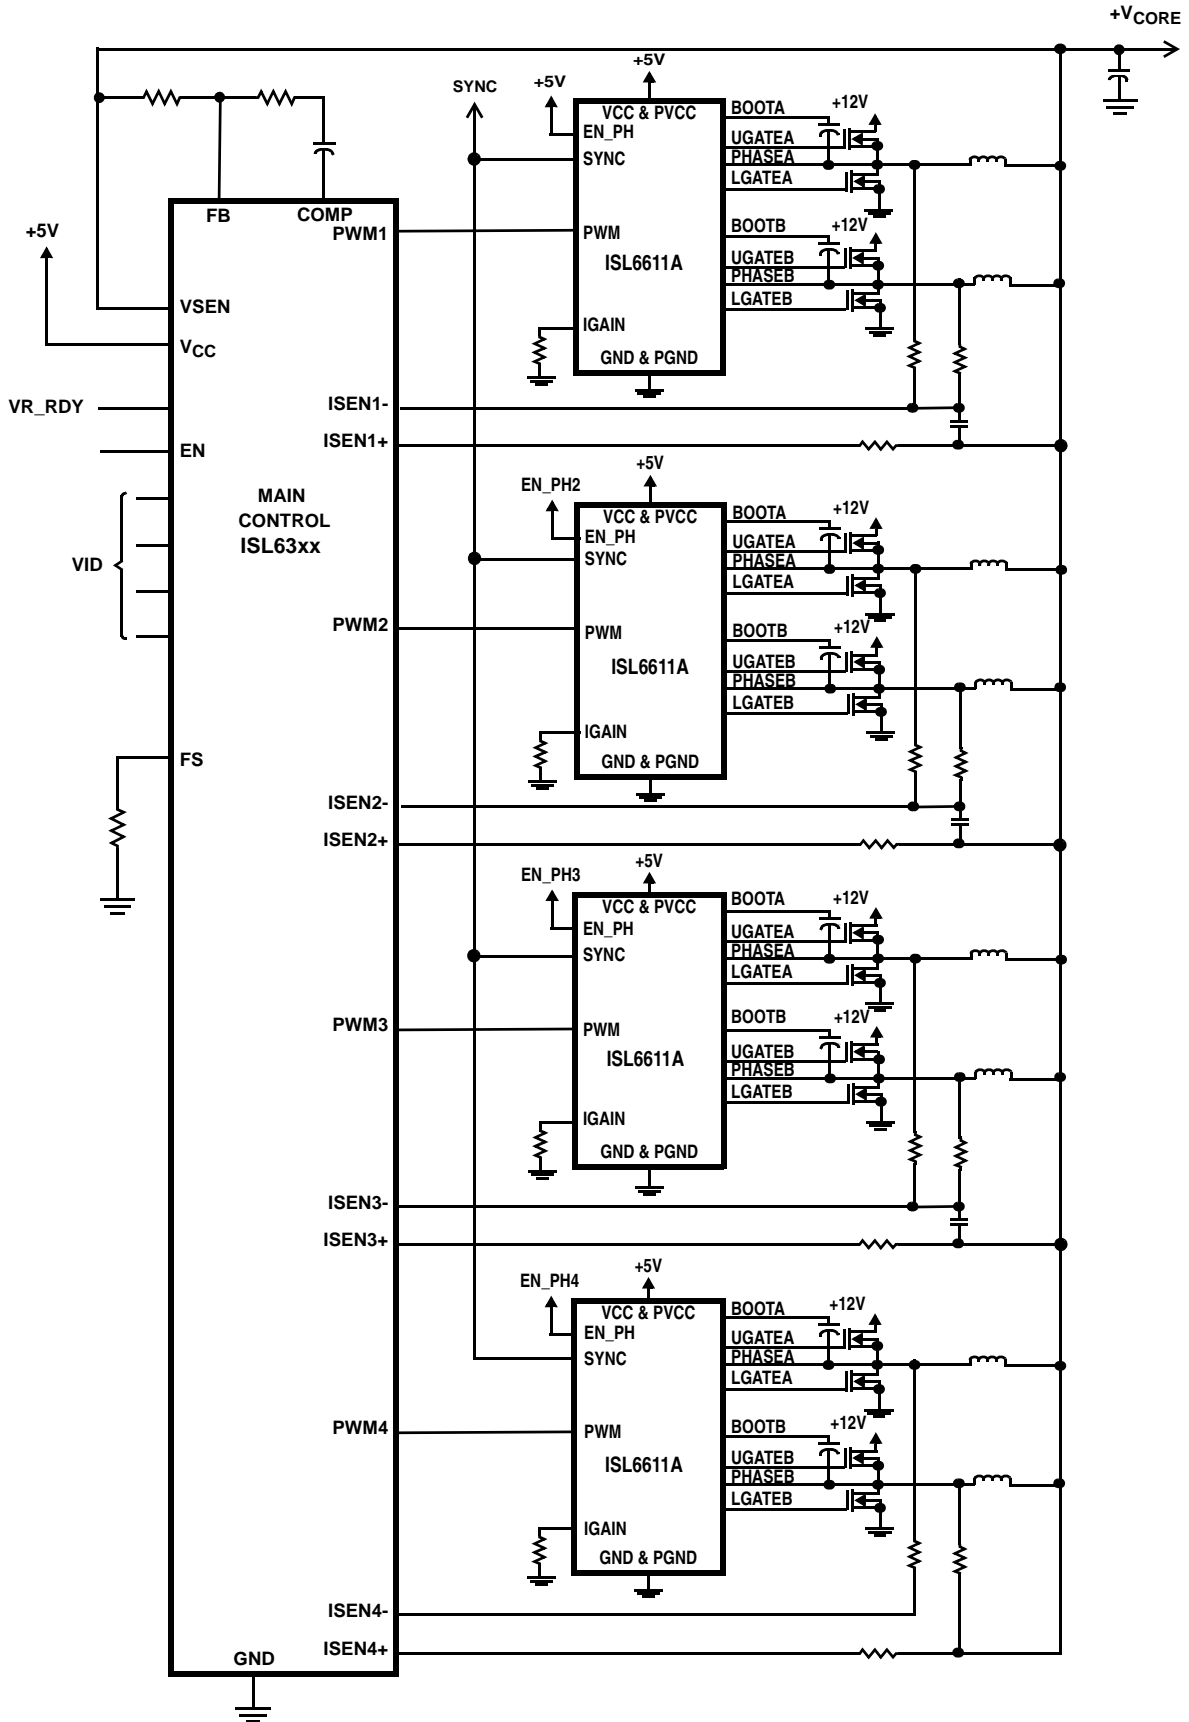 +VCORE
+5V
SYNC
+5V
VCC & PVCC
EN_PH
SYNC
PWM
ISL6611A
IGAIN
GND & PGND
BOOTA
+12V
UGATEA
PHASEA
LGATEA
BOOTB
+12V
UGATEB
PHASEB
LGATEB
FB
COMP
PWM1
+5V
VSEN
VCC
VR_RDY
EN
ISEN1-
ISEN1+
MAIN
CONTROL
ISL63xx
VID
+5V
EN_PH2
VCC & PVCC
EN_PH
SYNC
PWM
ISL6611A
IGAIN
GND & PGND
BOOTA
+12V
UGATEA
PHASEA
LGATEA
BOOTB
+12V
UGATEB
PHASEB
LGATEB
PWM2
FS
ISEN2-
ISEN2+
+5V
EN_PH3
VCC & PVCC
EN_PH
SYNC
PWM
ISL6611A
IGAIN
GND & PGND
BOOTA
+12V
UGATEA
PHASEA
LGATEA
BOOTB
+12V
UGATEB
PHASEB
LGATEB
PWM3
ISEN3-
ISEN3+
+5V
EN_PH4
VCC & PVCC
EN_PH
SYNC
PWM
ISL6611A
IGAIN
GND & PGND
BOOTA
+12V
UGATEA
PHASEA
LGATEA
BOOTB
+12V
UGATEB
PHASEB
LGATEB
PWM4
ISEN4-
ISEN4+
GND